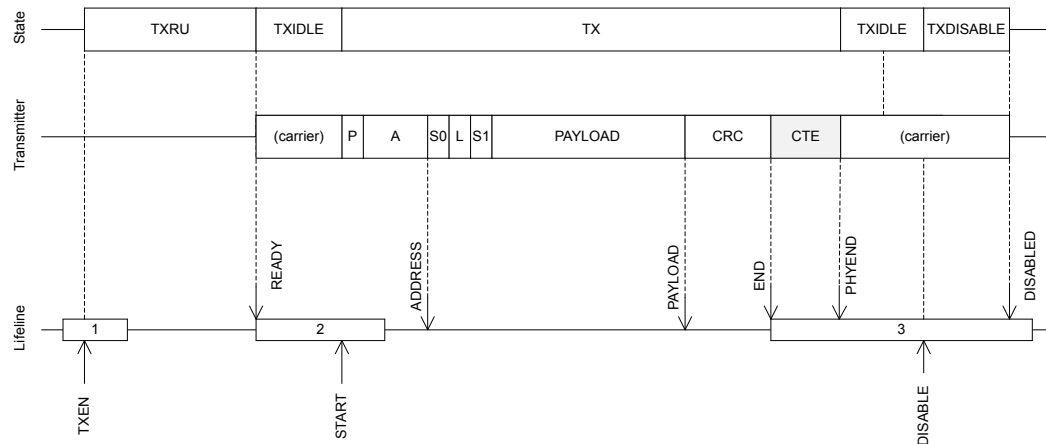 State
TXRU
TXIDLE
TX
TXIDLE
TXDISABLE
Transmitter
(carrier)
P
A
S0
L
S1
PAYLOAD
CRC
CTE
(carrier)
READY
ADDRESS
PAYLOAD
END
PHYEND
DISABLED
Lifeline
1
2
3
TXEN
START
DISABLE